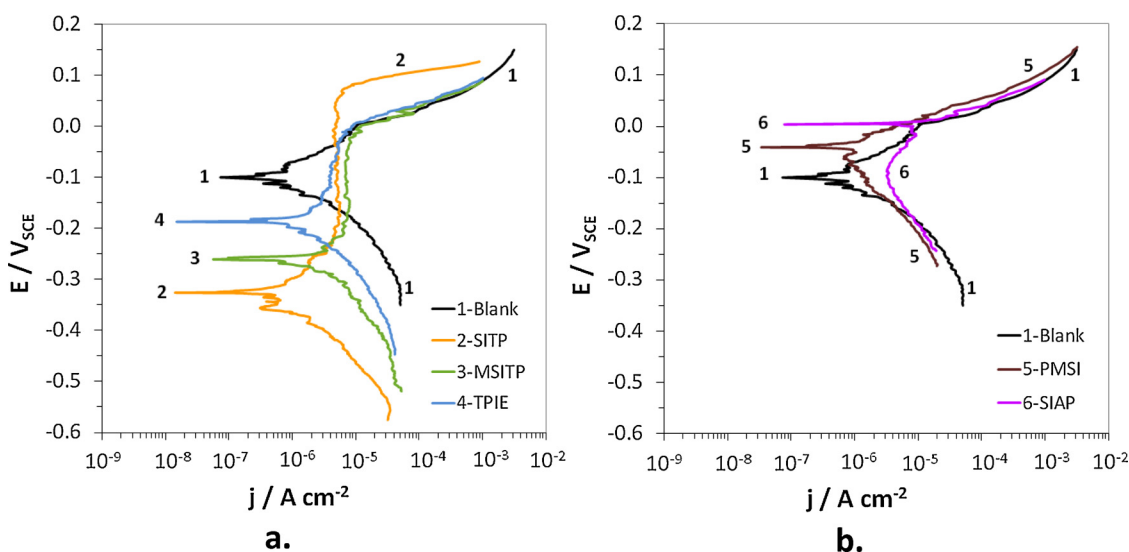 0.2
0.1
0.0
-0.1
-0.2
-0.3
-0.4
-0.5
-0.6
E / V_SCE
2
1
1
4
3
2
1
1-Blank
2-SITP
3-MSITP
4-TPIE
10⁻⁹ 10⁻⁸ 10⁻⁷ 10⁻⁶ 10⁻⁵ 10⁻⁴ 10⁻³ 10⁻²
j / A cm⁻²
a.
0.2
0.1
0.0
-0.1
-0.2
-0.3
-0.4
-0.5
-0.6
E / V_SCE
5
1
6
5
1
6
5
1
1-Blank
5-PMSI
6-SIAP
10⁻⁹ 10⁻⁸ 10⁻⁷ 10⁻⁶ 10⁻⁵ 10⁻⁴ 10⁻³ 10⁻²
j / A cm⁻²
b.